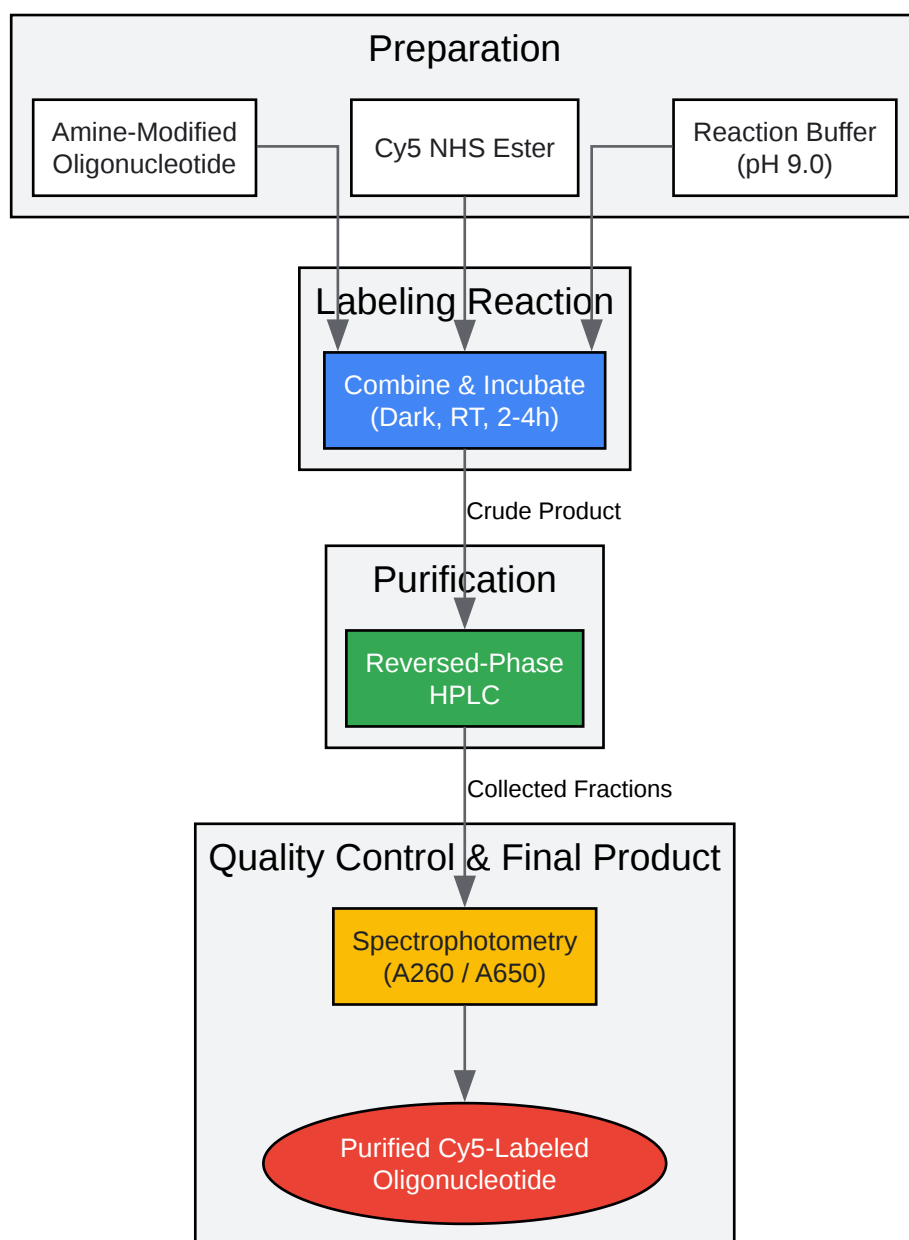 Preparation
Amine-Modified
Oligonucleotide
Cy5 NHS Ester
Reaction Buffer
(pH 9.0)
Labeling Reaction
Combine & Incubate
(Dark, RT, 2-4h)
Crude Product
Purification
Reversed-Phase
HPLC
Collected Fractions
Quality Control & Final Product
Spectrophotometry
(A260 / A650)
Purified Cy5-Labeled
Oligonucleotide